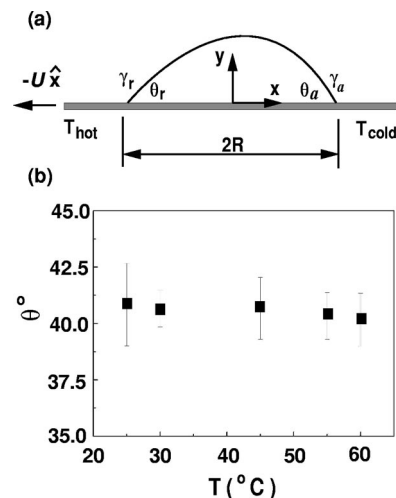 (a)
y
γr θr x θa γa
-U x̂
Thot Tcold
2R
(b)
45.0
42.5
θ°
40.0
37.5
35.0
20 30 40 50 60
T (°C)